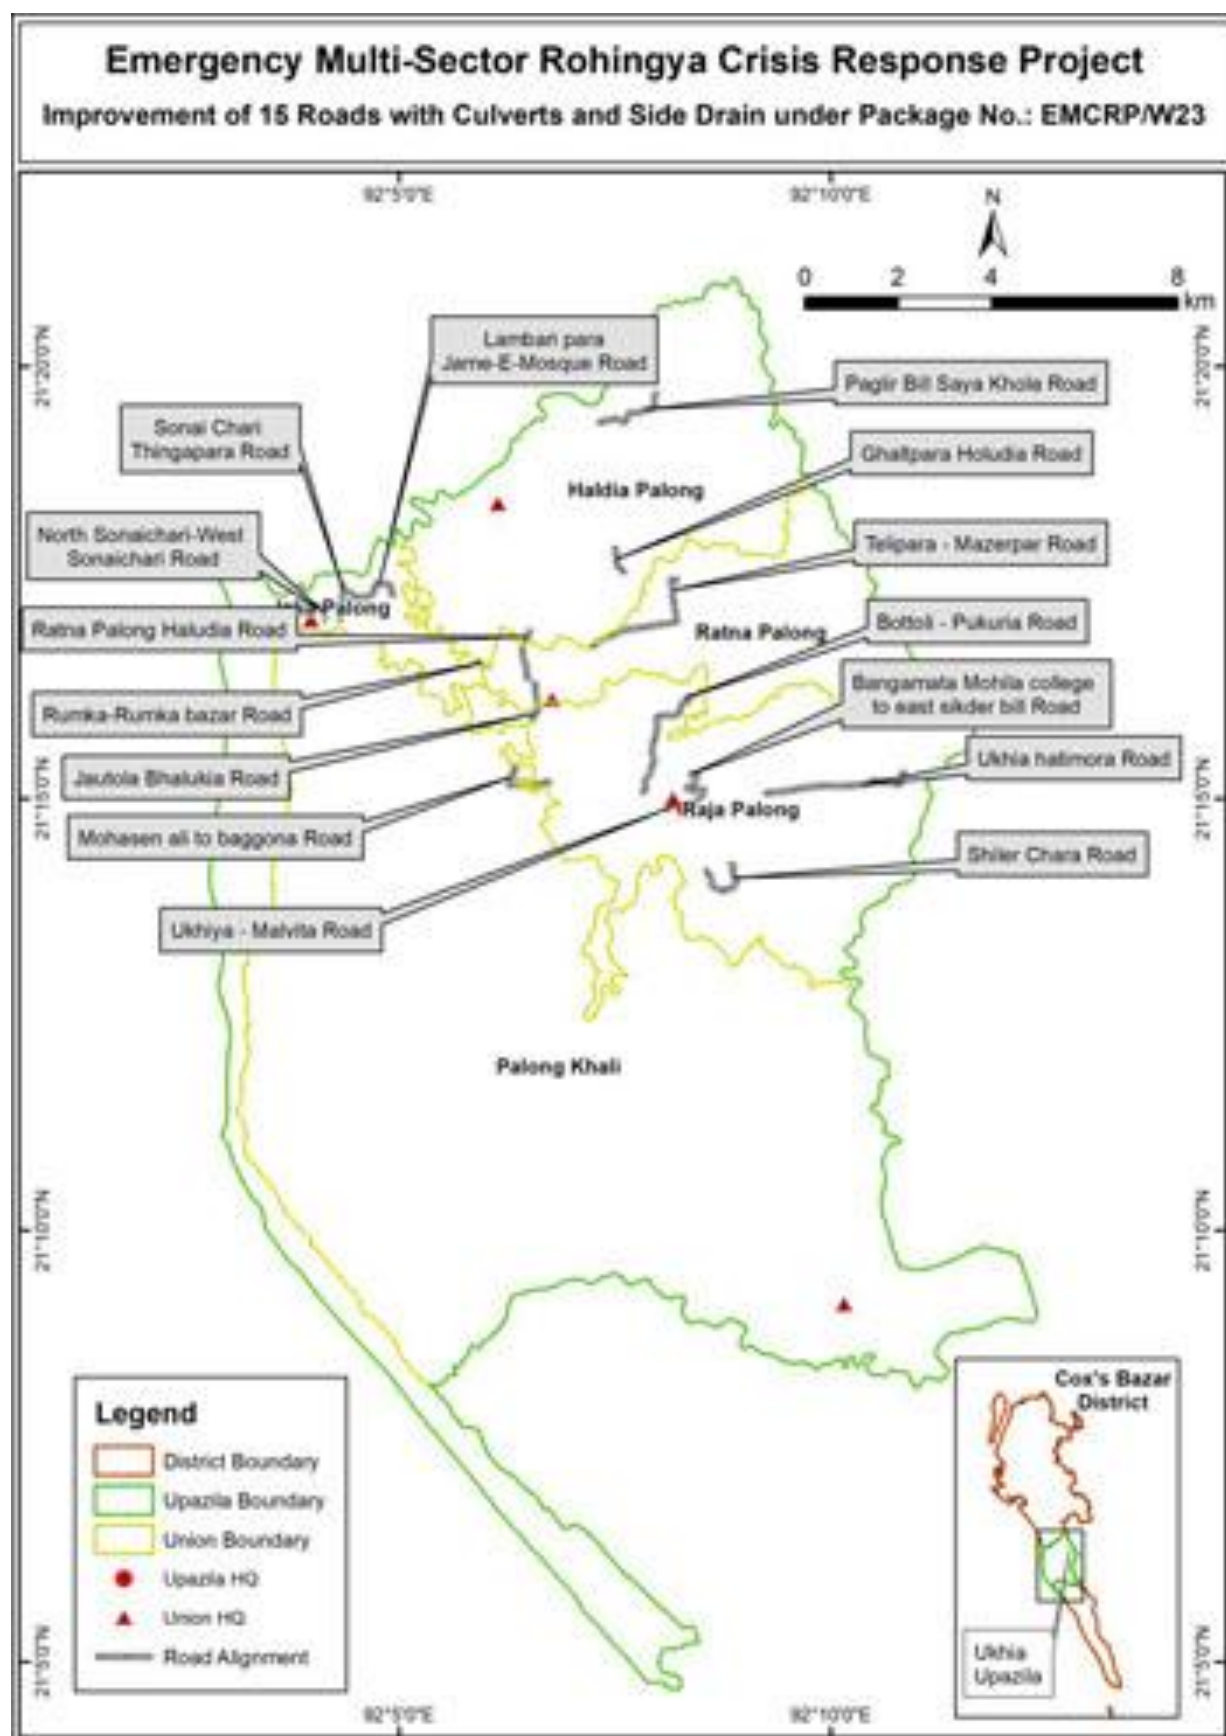 Emergency Multi-Sector Rohingya Crisis Response Project
Improvement of 15 Roads with Culverts and Side Drain under Package No.: EMCRP/W23
92°5'0"E
92°10'0"E
N
0 2 4 8
km
21°20'0"N
21°20'0"N
Lambari para
Jame-E-Mosque Road
Paglir Bill Saya Khola Road
Sonai Chari
Thingapara Road
Ghaltpara Holudia Road
Haldia Palong
North Sonaichari-West
Sonaichari Road
Telipara - Mazerpar Road
Palong
Ratna Palong Haludia Road
Ratna Palong
Bottoli - Pukuria Road
Bangamata Mohila college
to east sikder bill Road
Rumka-Rumka bazar Road
Jautola Bhalukia Road
Ukhia hatimora Road
21°15'0"N
21°15'0"N
Raja Palong
Mohasen ali to baggona Road
Shiler Chara Road
Ukhiya - Malvita Road
Palong Khali
21°10'0"N
21°10'0"N
Legend
District Boundary
Upazila Boundary
Union Boundary
Upazila HQ
Union HQ
Road Alignment
Cox's Bazar
District
Ukhia
Upazila
21°5'0"N
21°5'0"N
92°5'0"E
92°10'0"E